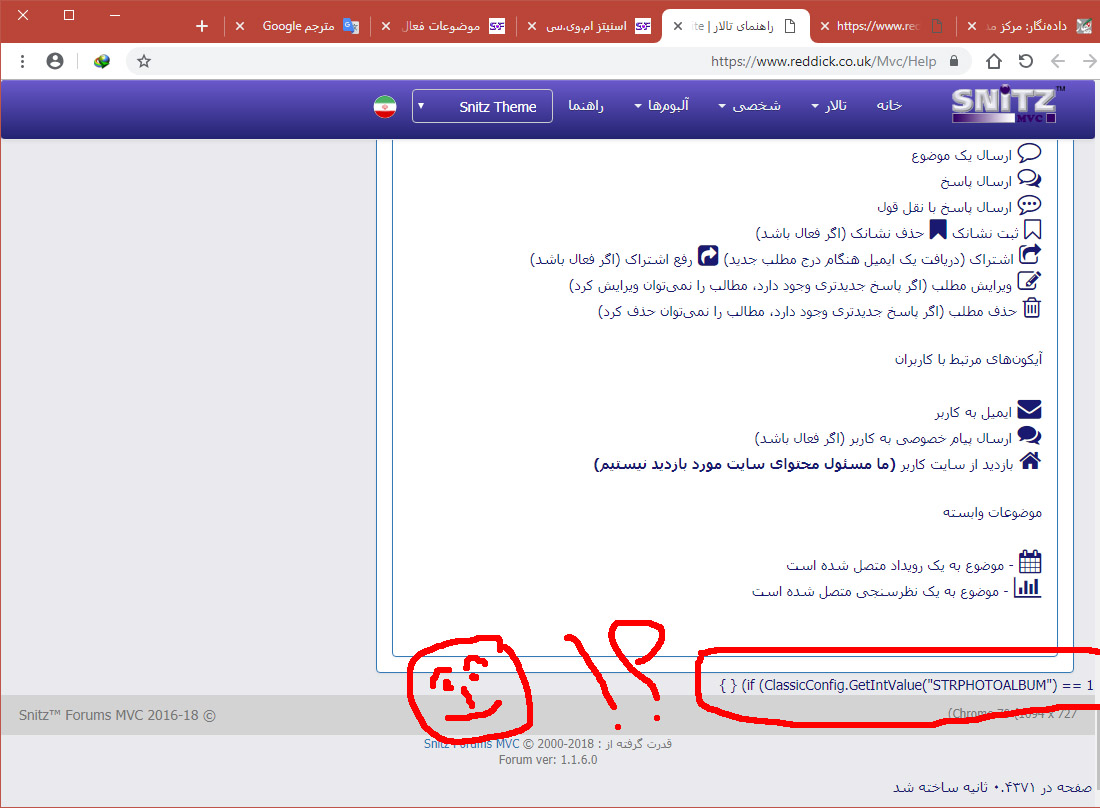 داده‌نگار: مرکز مد
https://www.red
راهنمای تالار | ite
اسنیتز ام.وی.سی
موضوعات فعال
مترجم Google
https://www.reddick.co.uk/Mvc/Help
SNiTZ™ MVC
خانه
تالار
شخصی
آلبوم‌ها
راهنما
Snitz Theme
ارسال یک موضوع
ارسال پاسخ
ارسال پاسخ با نقل قول
ثبت نشانک حذف نشانک (اگر فعال باشد)
اشتراک (دریافت یک ایمیل هنگام درج مطلب جدید) رفع اشتراک (اگر فعال باشد)
ویرایش مطلب (اگر پاسخ جدیدتری وجود دارد، مطالب را نمی‌توان ویرایش کرد)
حذف مطلب (اگر پاسخ جدیدتری وجود دارد، مطالب را نمی‌توان حذف کرد)
آیکون‌های مرتبط با کاربران
ایمیل به کاربر
ارسال پیام خصوصی به کاربر (اگر فعال باشد)
بازدید از سایت کاربر (ما مسئول محتوای سایت مورد بازدید نیستیم)
موضوعات وابسته
- موضوع به یک رویداد متصل شده است
- موضوع به یک نظرسنجی متصل شده است
{ } (if (ClassicConfig.GetIntValue("STRPHOTOALBUM") == 1
!?
Snitz™ Forums MVC 2016-18 ©
قدرت گرفته از : Snitz Forums MVC © 2000-2018
Forum ver: 1.1.6.0
صفحه در ۰.۴۳۷۱ ثانیه ساخته شد